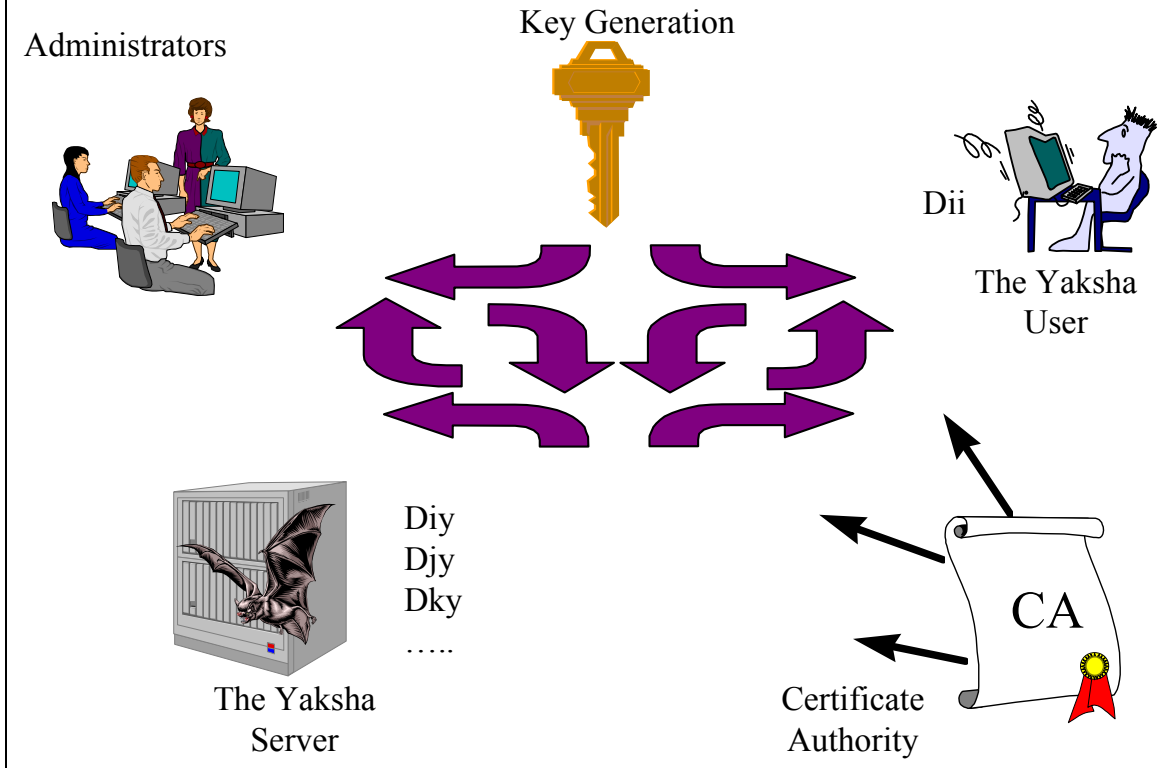 Key Generation
Administrators
Dii
The Yaksha
User
Diy
Djy
Dky
…..
CA
The Yaksha
Server
Certificate
Authority